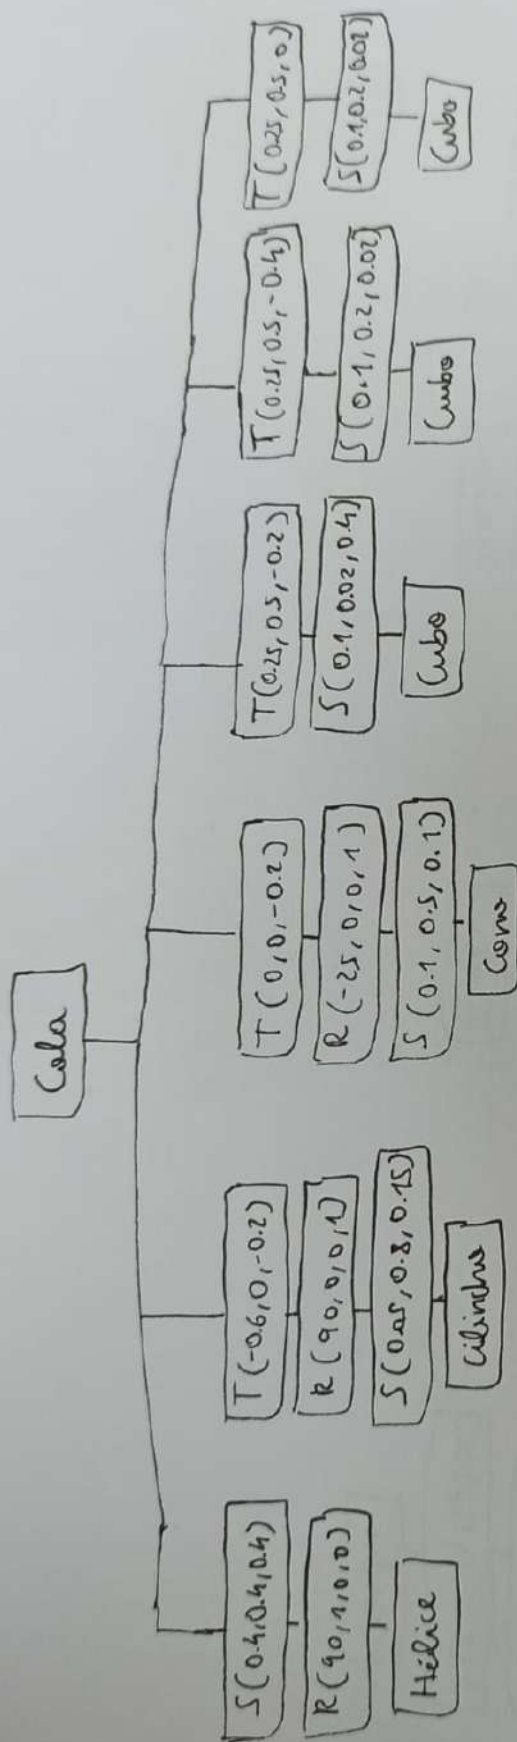 Cola
S(0.4,0.4,0.4)
R(90,1,0,0)
Hélice
T(-0.6,0,-0.2)
R(90,0,0,1)
S(0.05,0.8,0.15)
Cilindro
T(0,0,-0.2)
R(-25,0,0,1)
S(0.1,0.5,0.1)
Cono
T(0.25,0.5,-0.2)
S(0.1,0.02,0.4)
Cubo
T(0.25,0.5,-0.4)
S(0.1,0.2,0.02)
Cubo
T(0.25,0.5,0)
S(0.1,0.2,0.02)
Cubo